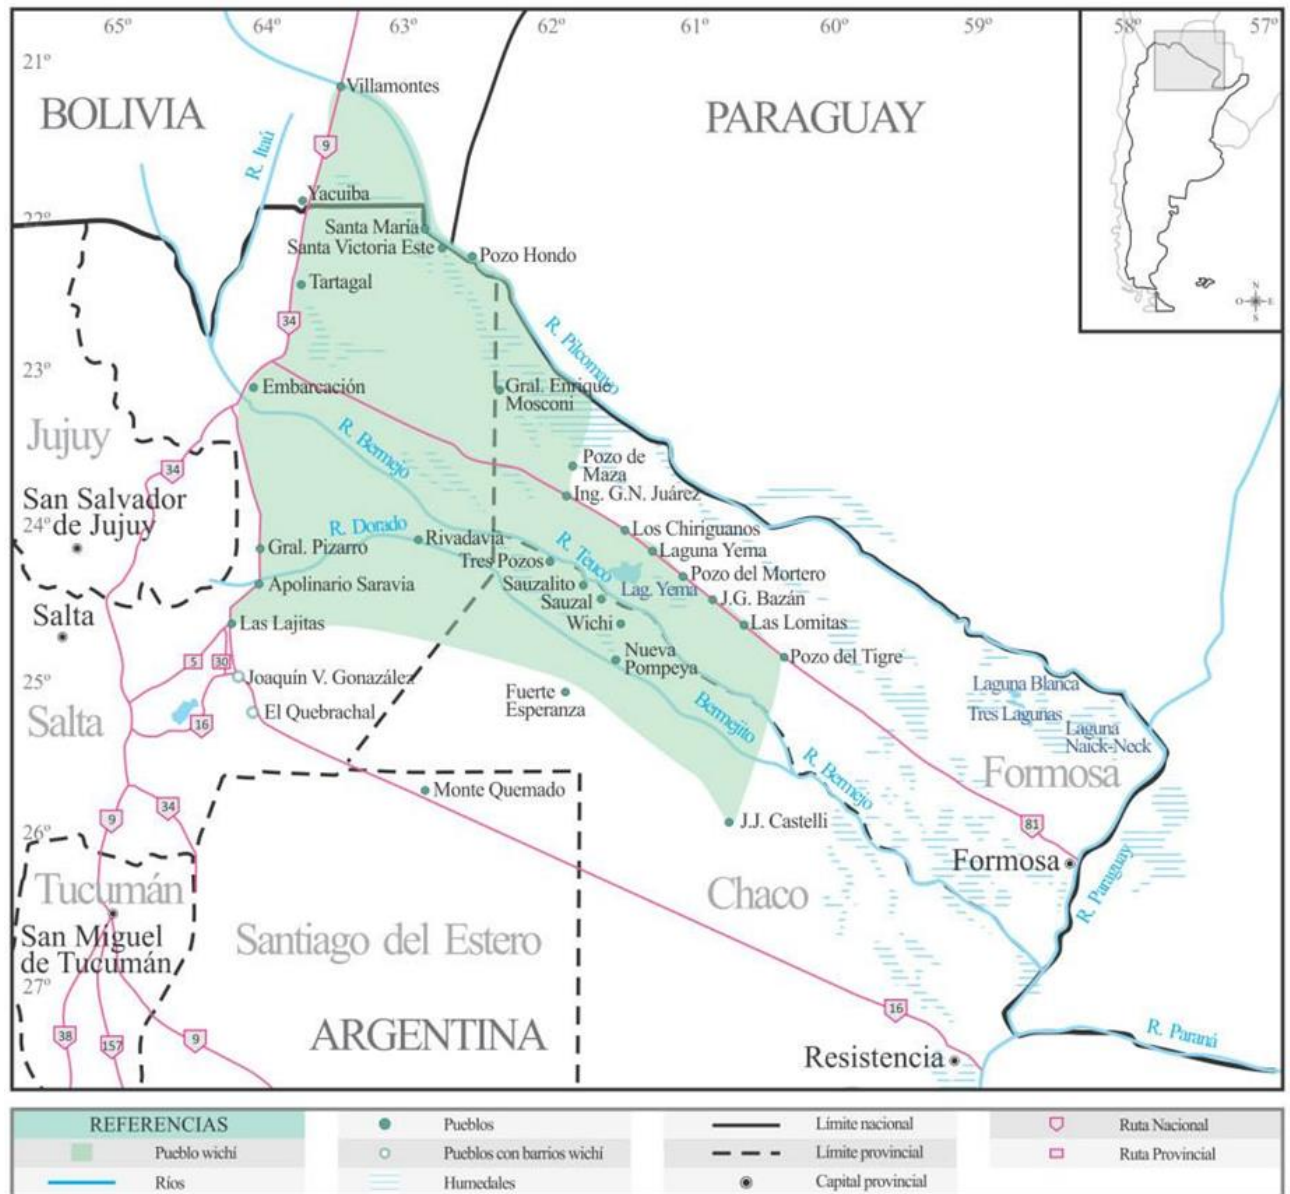 65º
64º
63º
62º
61º
60º
59º
58º
57º
21º
BOLIVIA
Villamontes
PARAGUAY
9
R. Itaú
Yacuiba
22º
Santa María
Santa Victoria Este
Pozo Hondo
Tartagal
N
O
E
S
34
R. Pilcomayo
23º
Embarcación
Gral. Enrique
Mosconi
Jujuy
R. Bermejo
34
Pozo de
Maza
San Salvador
de Jujuy
Ing. G.N. Juárez
24º
R. Dorado
Los Chiriguanos
Rivadavia
Gral. Pizarro
R. Teuco
Laguna Yema
Tres Pozos
Pozo del Mortero
Apolinario Saravia
Sauzalito
Lag. Yema
Sauzal
J.G. Bazán
Salta
Las Lajitas
Wichi
Las Lomitas
5
30
Nueva
Pompeya
Pozo del Tigre
25º
Joaquín V. Gonazález
Laguna Blanca
Fuerte
Esperanza
Salta
El Quebrachal
16
Bermejito
Tres Lagunas
Laguna
Naick-Neck
R. Bermejo
Formosa
Monte Quemado
9
34
26º
J.J. Castelli
81
Formosa
Tucumán
Chaco
R. Paraguay
San Miguel
de Tucumán
Santiago del Estero
27º
16
ARGENTINA
38
157
9
Resistencia
R. Paraná
REFERENCIAS
Pueblo wichí
Ríos
Pueblos
Pueblos con barrios wichí
Humedales
Límite nacional
Límite provincial
Capital provincial
Ruta Nacional
Ruta Provincial